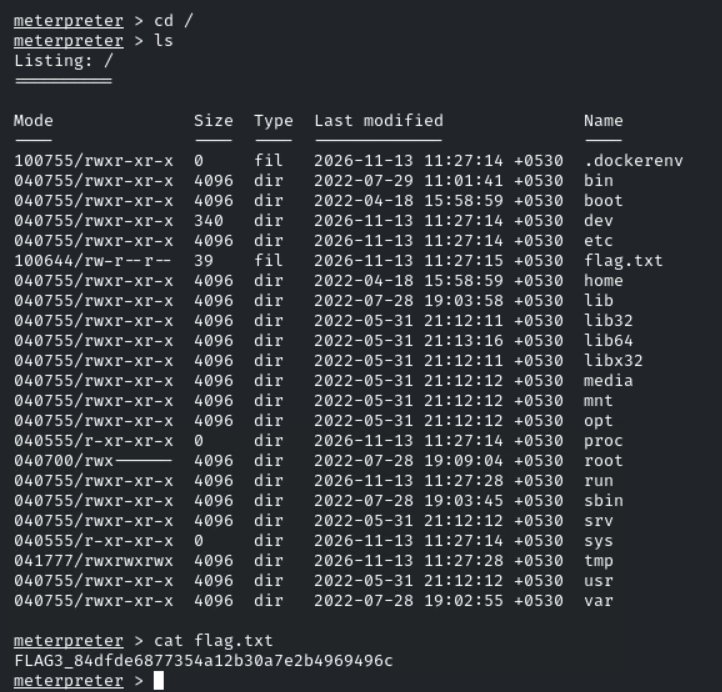 meterpreter > cd /
meterpreter > ls
Listing: /
==========
Mode Size Type Last modified Name
---- ---- ---- ------------- ----
100755/rwxr-xr-x 0 fil 2026-11-13 11:27:14 +0530 .dockerenv
040755/rwxr-xr-x 4096 dir 2022-07-29 11:01:41 +0530 bin
040755/rwxr-xr-x 4096 dir 2022-04-18 15:58:59 +0530 boot
040755/rwxr-xr-x 340 dir 2026-11-13 11:27:14 +0530 dev
040755/rwxr-xr-x 4096 dir 2026-11-13 11:27:14 +0530 etc
100644/rw-r--r-- 39 fil 2026-11-13 11:27:15 +0530 flag.txt
040755/rwxr-xr-x 4096 dir 2022-04-18 15:58:59 +0530 home
040755/rwxr-xr-x 4096 dir 2022-07-28 19:03:58 +0530 lib
040755/rwxr-xr-x 4096 dir 2022-05-31 21:12:11 +0530 lib32
040755/rwxr-xr-x 4096 dir 2022-05-31 21:13:16 +0530 lib64
040755/rwxr-xr-x 4096 dir 2022-05-31 21:12:11 +0530 libx32
040755/rwxr-xr-x 4096 dir 2022-05-31 21:12:12 +0530 media
040755/rwxr-xr-x 4096 dir 2022-05-31 21:12:12 +0530 mnt
040755/rwxr-xr-x 4096 dir 2022-05-31 21:12:12 +0530 opt
040555/r-xr-xr-x 0 dir 2026-11-13 11:27:14 +0530 proc
040700/rwx------ 4096 dir 2022-07-28 19:09:04 +0530 root
040755/rwxr-xr-x 4096 dir 2026-11-13 11:27:28 +0530 run
040755/rwxr-xr-x 4096 dir 2022-07-28 19:03:45 +0530 sbin
040755/rwxr-xr-x 4096 dir 2022-05-31 21:12:12 +0530 srv
040555/r-xr-xr-x 0 dir 2026-11-13 11:27:14 +0530 sys
041777/rwxrwxrwx 4096 dir 2026-11-13 11:27:28 +0530 tmp
040755/rwxr-xr-x 4096 dir 2022-05-31 21:12:12 +0530 usr
040755/rwxr-xr-x 4096 dir 2022-07-28 19:02:55 +0530 var
meterpreter > cat flag.txt
FLAG3_84dfde6877354a12b30a7e2b4969496c
meterpreter >